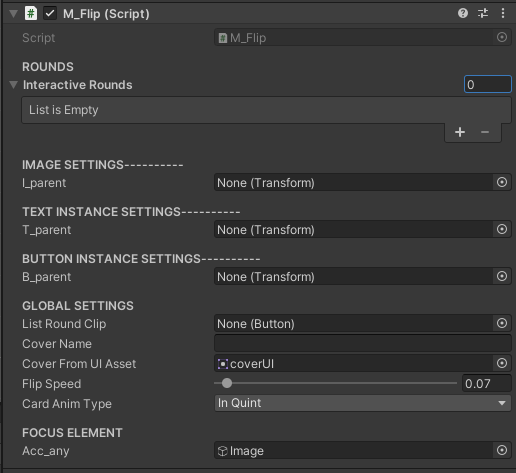 M_Flip (Script)
Script M_Flip
ROUNDS
Interactive Rounds 0
List is Empty
IMAGE SETTINGS----------
I_parent None (Transform)
TEXT INSTANCE SETTINGS----------
T_parent None (Transform)
BUTTON INSTANCE SETTINGS----------
B_parent None (Transform)
GLOBAL SETTINGS
List Round Clip None (Button)
Cover Name
Cover From UI Asset coverUI
Flip Speed 0.07
Card Anim Type In Quint
FOCUS ELEMENT
Acc_any Image